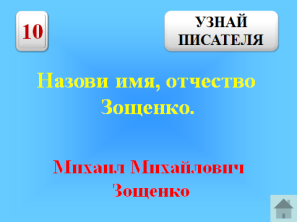 10
УЗНАЙ
ПИСАТЕЛЯ
Назови имя, отчество
Зощенко.
Михаил Михайлович
Зощенко